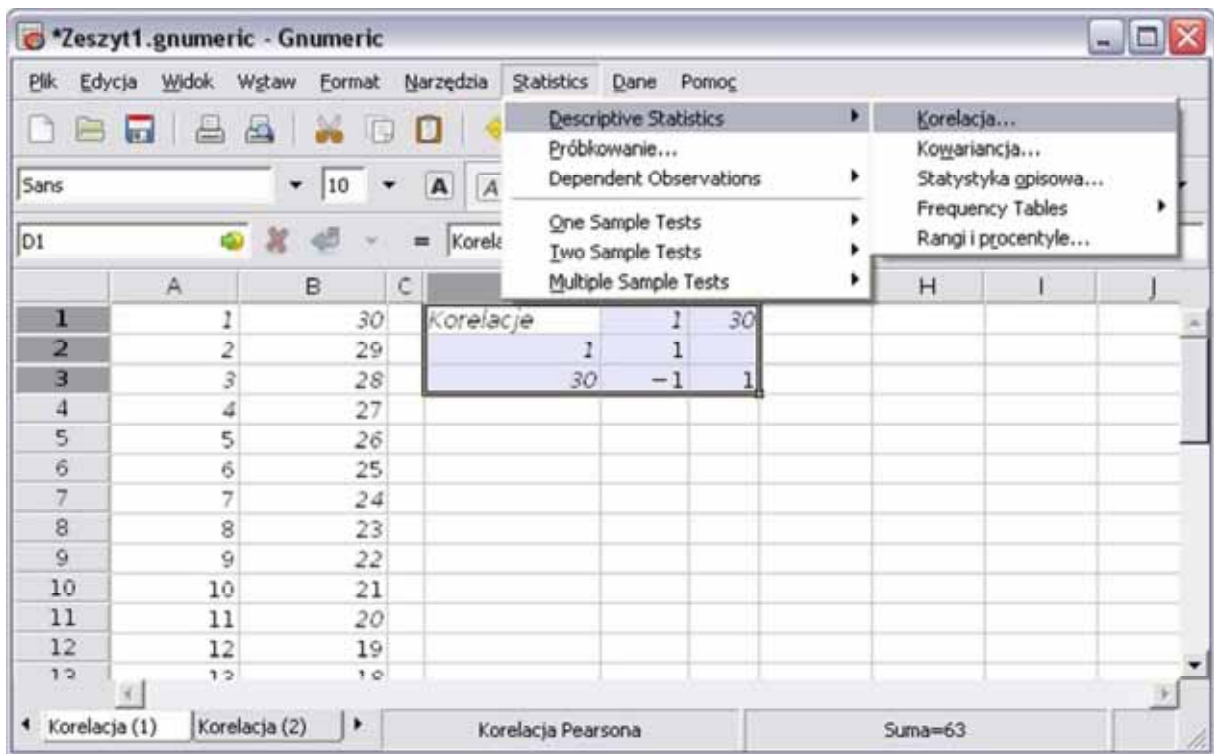 *Zeszyt1.gnumeric - Gnumeric
Plik Edycja Widok Wstaw Format Narzędzia Statistics Dane Pomoc
Descriptive Statistics
Próbkowanie...
Dependent Observations
One Sample Tests
Two Sample Tests
Multiple Sample Tests
Korelacja...
Kowariancja...
Statystyka opisowa...
Frequency Tables
Rangi i procentyle...
Sans 10 A A
D1 = Korela
A B C H I J
1 1 30 Korelacje 1 30
2 2 29 1 1
3 3 28 30 −1 1
4 4 27
5 5 26
6 6 25
7 7 24
8 8 23
9 9 22
10 10 21
11 11 20
12 12 19
Korelacja (1) Korelacja (2) Korelacja Pearsona Suma=63